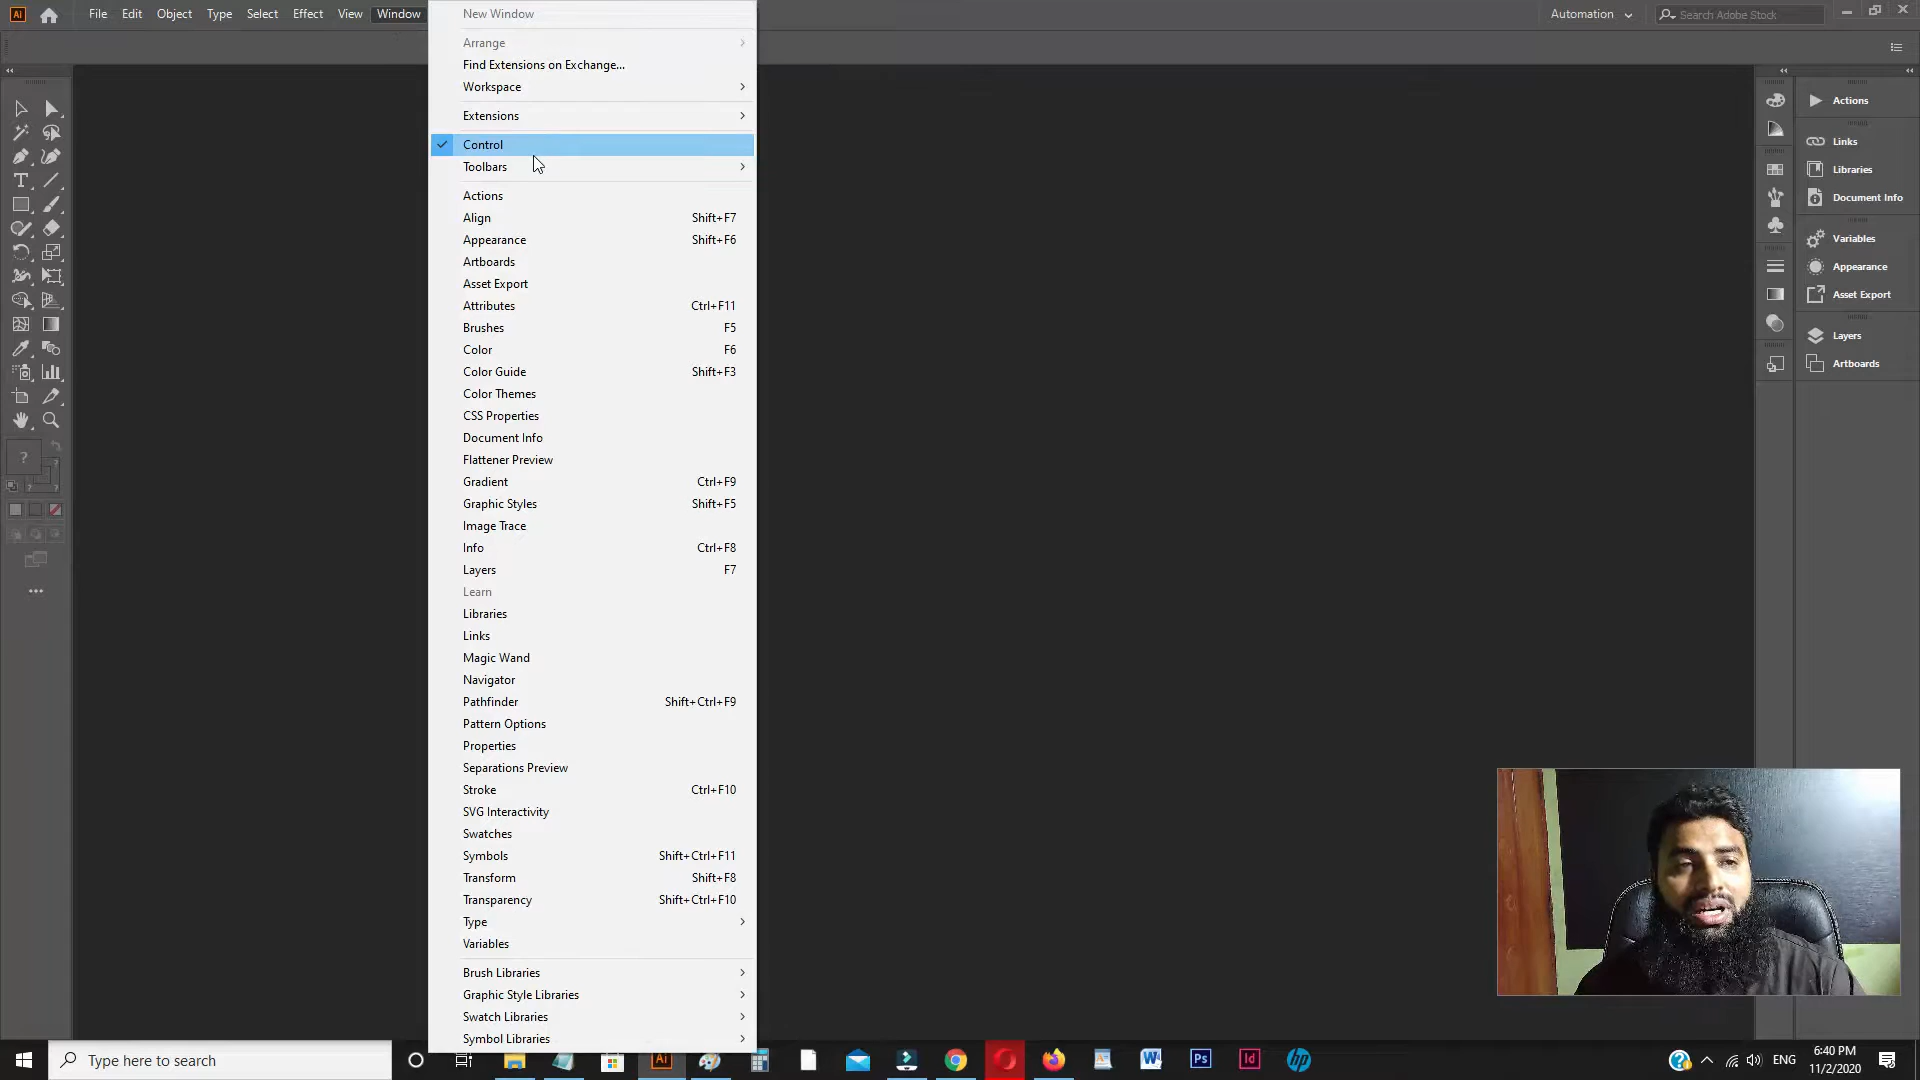 Ai File Edit Object Type Select Effect View Window Automation Search Adobe Stock
New Window
Arrange
Find Extensions on Exchange...
Workspace
Extensions
Control
Toolbars
Actions
Align Shift+F7
Appearance Shift+F6
Artboards
Asset Export
Attributes Ctrl+F11
Brushes F5
Color F6
Color Guide Shift+F3
Color Themes
CSS Properties
Document Info
Flattener Preview
Gradient Ctrl+F9
Graphic Styles Shift+F5
Image Trace
Info Ctrl+F8
Layers F7
Learn
Libraries
Links
Magic Wand
Navigator
Pathfinder Shift+Ctrl+F9
Pattern Options
Properties
Separations Preview
Stroke Ctrl+F10
SVG Interactivity
Swatches
Symbols Shift+Ctrl+F11
Transform Shift+F8
Transparency Shift+Ctrl+F10
Type
Variables
Brush Libraries
Graphic Style Libraries
Swatch Libraries
Symbol Libraries
Actions
Links
Libraries
Document Info
Variables
Appearance
Asset Export
Layers
Artboards
Type here to search
Ai
W
Ps
Id
hp
ENG
6:40 PM
11/2/2020